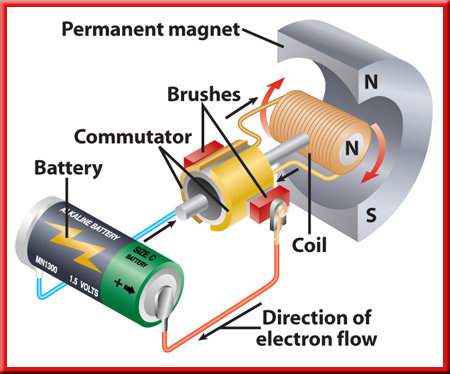 Permanent magnet
N
Brushes
Commutator
N
Battery
S
Coil
ALKALINE BATTERY
MN1300
1.5 VOLTS
SIZE C
BATTERY
+
Direction of
electron flow